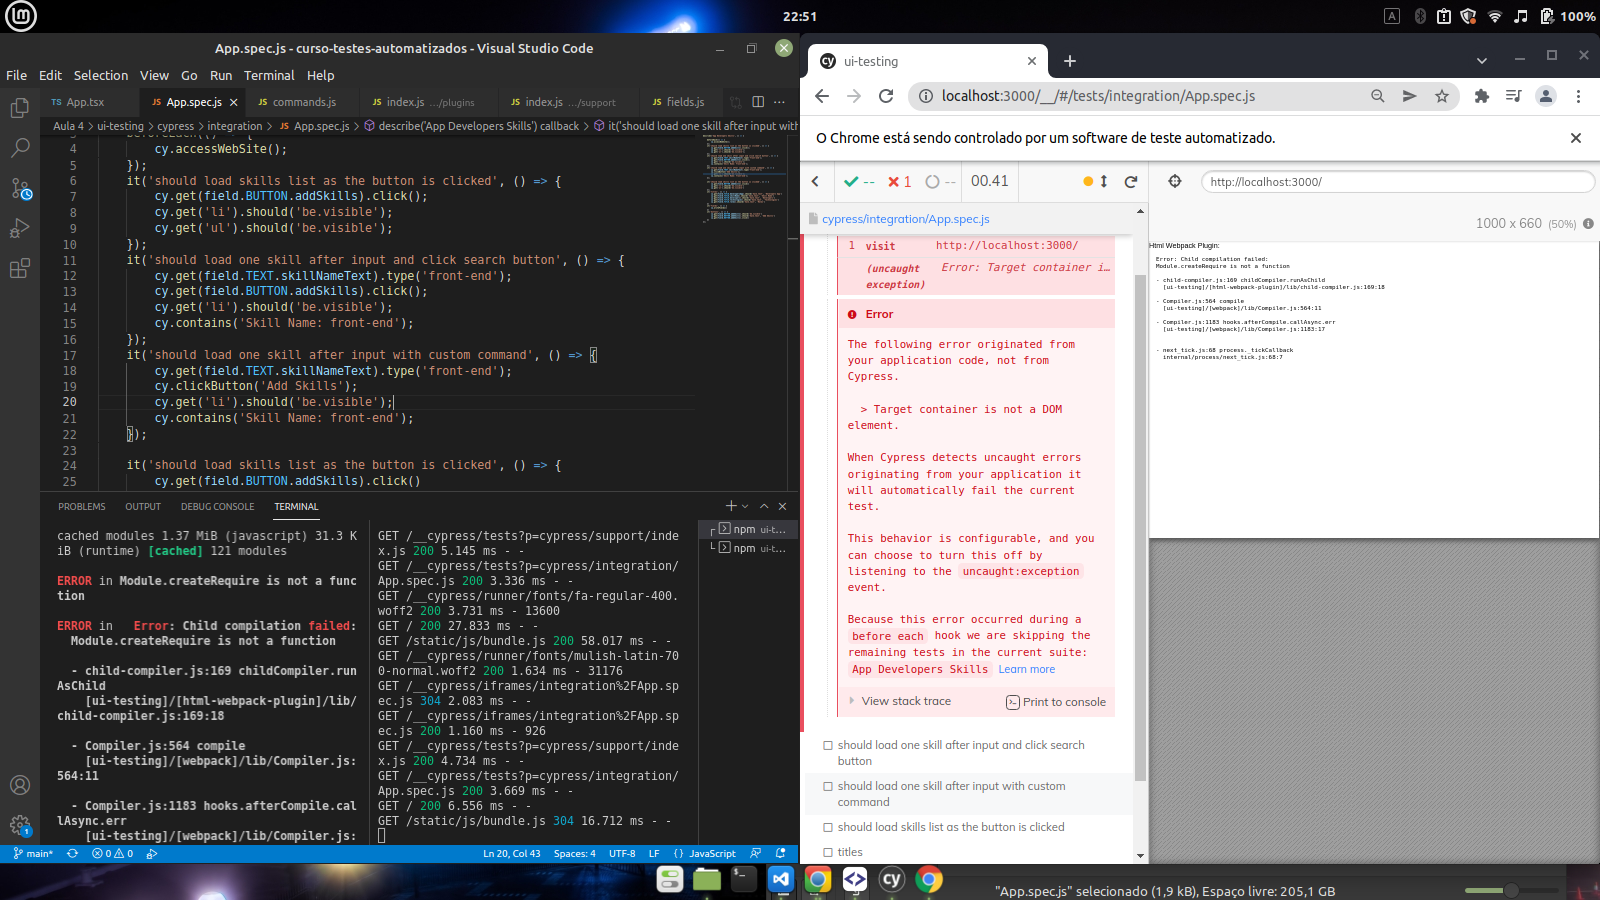 22:51
A
100%
App.spec.js - curso-testes-automatizados - Visual Studio Code
File Edit Selection View Go Run Terminal Help
TS App.tsx
JS App.spec.js
JS commands.js
JS index.js .../plugins
JS index.js .../support
JS fields.js
Aula 4 > ui-testing > cypress > integration > JS App.spec.js > describe('App Developers Skills') callback > it('should load one skill after input with
4 cy.accessWebSite();
5 });
6 it('should load skills list as the button is clicked', () => {
7 cy.get(field.BUTTON.addSkills).click();
8 cy.get('li').should('be.visible');
9 cy.get('ul').should('be.visible');
10 });
11 it('should load one skill after input and click search button', () => {
12 cy.get(field.TEXT.skillNameText).type('front-end');
13 cy.get(field.BUTTON.addSkills).click();
14 cy.get('li').should('be.visible');
15 cy.contains('Skill Name: front-end');
16 });
17 it('should load one skill after input with custom command', () => {
18 cy.get(field.TEXT.skillNameText).type('front-end');
19 cy.clickButton('Add Skills');
20 cy.get('li').should('be.visible');
21 cy.contains('Skill Name: front-end');
22 });
23
24 it('should load skills list as the button is clicked', () => {
25 cy.get(field.BUTTON.addSkills).click()
PROBLEMS OUTPUT DEBUG CONSOLE TERMINAL
cached modules 1.37 MiB (javascript) 31.3 K
iB (runtime) [cached] 121 modules
ERROR in Module.createRequire is not a func
tion
ERROR in Error: Child compilation failed:
Module.createRequire is not a function
- child-compiler.js:169 childCompiler.run
AsChild
[ui-testing]/[html-webpack-plugin]/lib/
child-compiler.js:169:18
- Compiler.js:564 compile
[ui-testing]/[webpack]/lib/Compiler.js:
564:11
- Compiler.js:1183 hooks.afterCompile.cal
lAsync.err
[ui-testing]/[webpack]/lib/Compiler.js:
GET /__cypress/tests?p=cypress/support/inde
x.js 200 5.145 ms - -
GET /__cypress/tests?p=cypress/integration/
App.spec.js 200 3.336 ms - -
GET /__cypress/runner/fonts/fa-regular-400.
woff2 200 3.731 ms - 13600
GET / 200 27.833 ms - -
GET /static/js/bundle.js 200 58.017 ms - -
GET /__cypress/runner/fonts/mulish-latin-70
0-normal.woff2 200 1.634 ms - 31176
GET /__cypress/iframes/integration%2FApp.sp
ec.js 304 2.083 ms - -
GET /__cypress/iframes/integration%2FApp.sp
ec.js 200 1.160 ms - 926
GET /__cypress/tests?p=cypress/support/inde
x.js 200 4.734 ms - -
GET /__cypress/tests?p=cypress/integration/
App.spec.js 200 3.669 ms - -
GET / 200 6.556 ms - -
GET /static/js/bundle.js 304 16.712 ms - -
npm ui-t...
npm ui-t...
1
main* 0 0 Ln 20, Col 43 Spaces: 4 UTF-8 LF {} JavaScript
cy ui-testing
localhost:3000/__/#/tests/integration/App.spec.js
O Chrome está sendo controlado por um software de teste automatizado.
-- 1 -- 00.41
http://localhost:3000/
cypress/integration/App.spec.js
1000 x 660 (50%)
1 visit http://localhost:3000/
(uncaught Error: Target container i...
exception)
Error
The following error originated from
your application code, not from
Cypress.
> Target container is not a DOM
element.
When Cypress detects uncaught errors
originating from your application it
will automatically fail the current
test.
This behavior is configurable, and you
can choose to turn this off by
listening to the uncaught:exception
event.
Because this error occurred during a
before each hook we are skipping the
remaining tests in the current suite:
App Developers Skills Learn more
View stack trace
Print to console
should load one skill after input and click search
button
should load one skill after input with custom
command
should load skills list as the button is clicked
titles
Html Webpack Plugin:
Error: Child compilation failed:
Module.createRequire is not a function
- child-compiler.js:169 childCompiler.runAsChild
[ui-testing]/[html-webpack-plugin]/lib/child-compiler.js:169:18
- Compiler.js:564 compile
[ui-testing]/[webpack]/lib/Compiler.js:564:11
- Compiler.js:1183 hooks.afterCompile.callAsync.err
[ui-testing]/[webpack]/lib/Compiler.js:1183:17
- next_tick.js:68 process._tickCallback
internal/process/next_tick.js:68:7
cy
"App.spec.js" selecionado (1,9 kB), Espaço livre: 205,1 GB